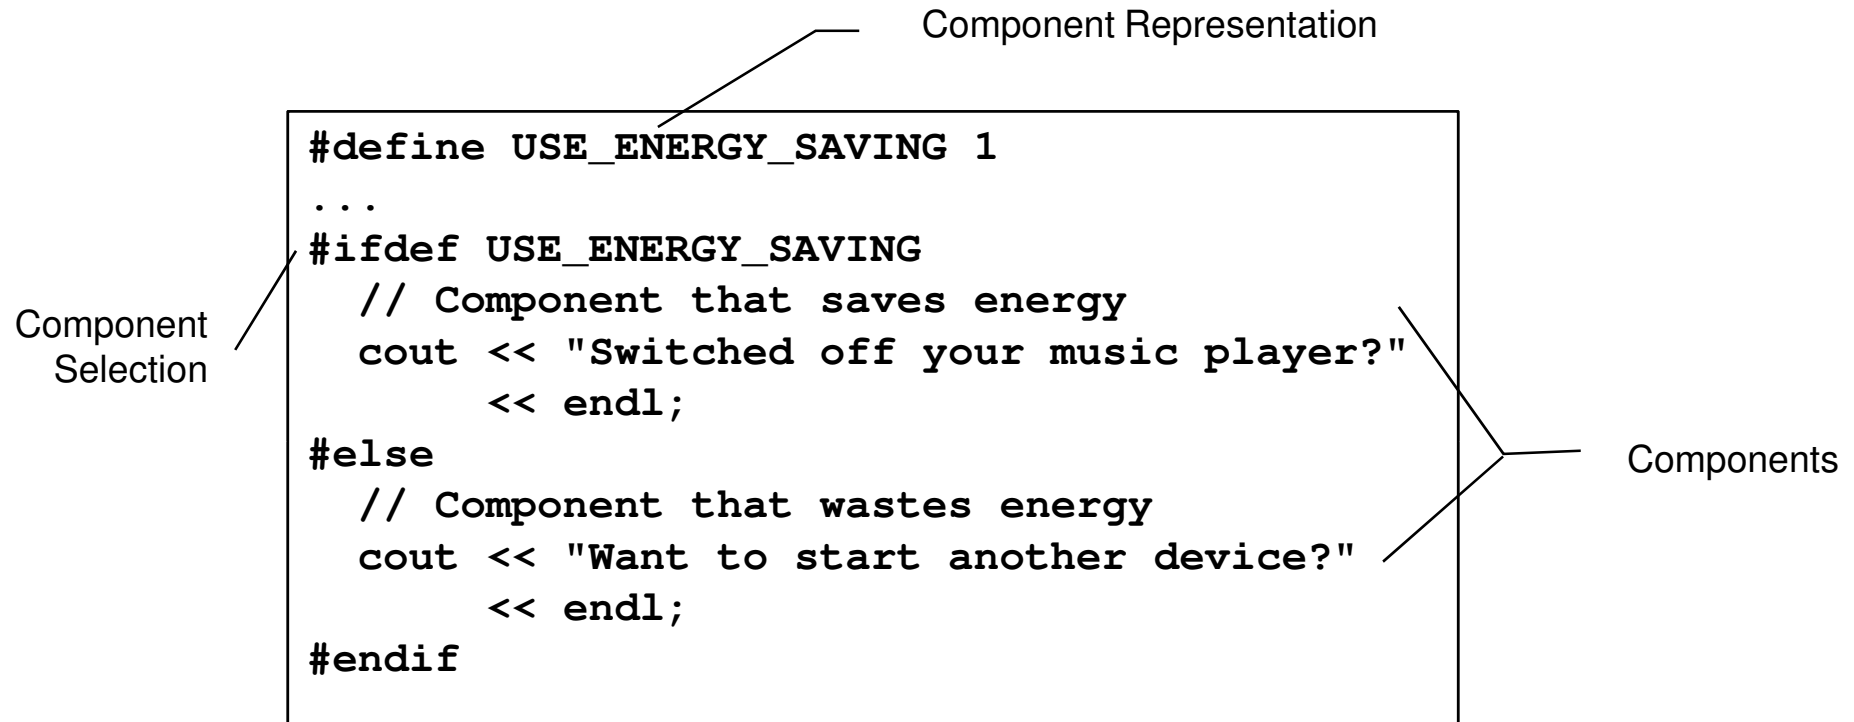 Component Representation
#define USE_ENERGY_SAVING 1
...
#ifdef USE_ENERGY_SAVING
// Component that saves energy
Component
Selection
cout << "Switched off your music player?"
<< endl;
#else
Components
// Component that wastes energy
cout << "Want to start another device?"
<< endl;
#endif